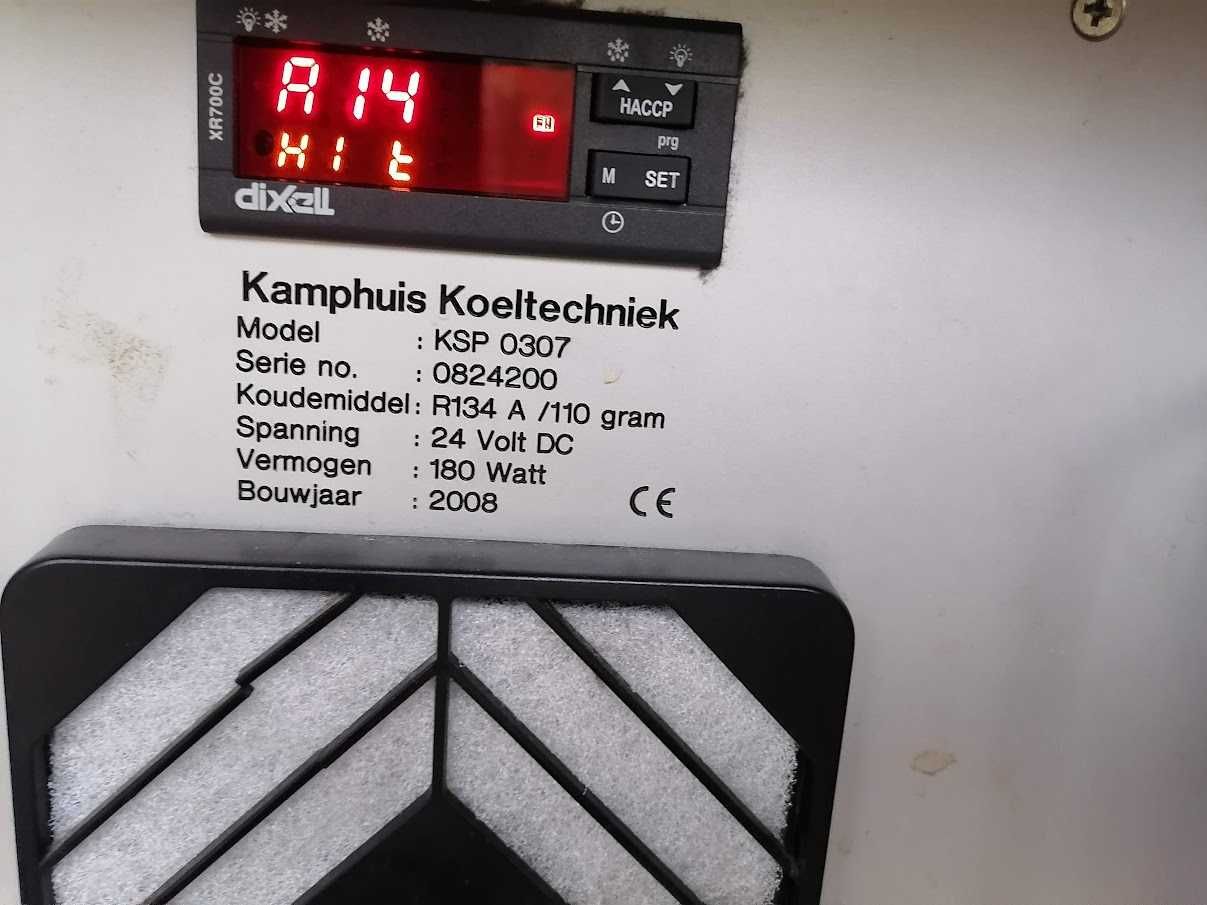 XR700C
A14
HACCP
prg
H1 t
M SET
dixell
Kamphuis Koeltechniek
Model : KSP 0307
Serie no. : 0824200
Koudemiddel : R134 A /110 gram
Spanning : 24 Volt DC
Vermogen : 180 Watt
Bouwjaar : 2008 CE